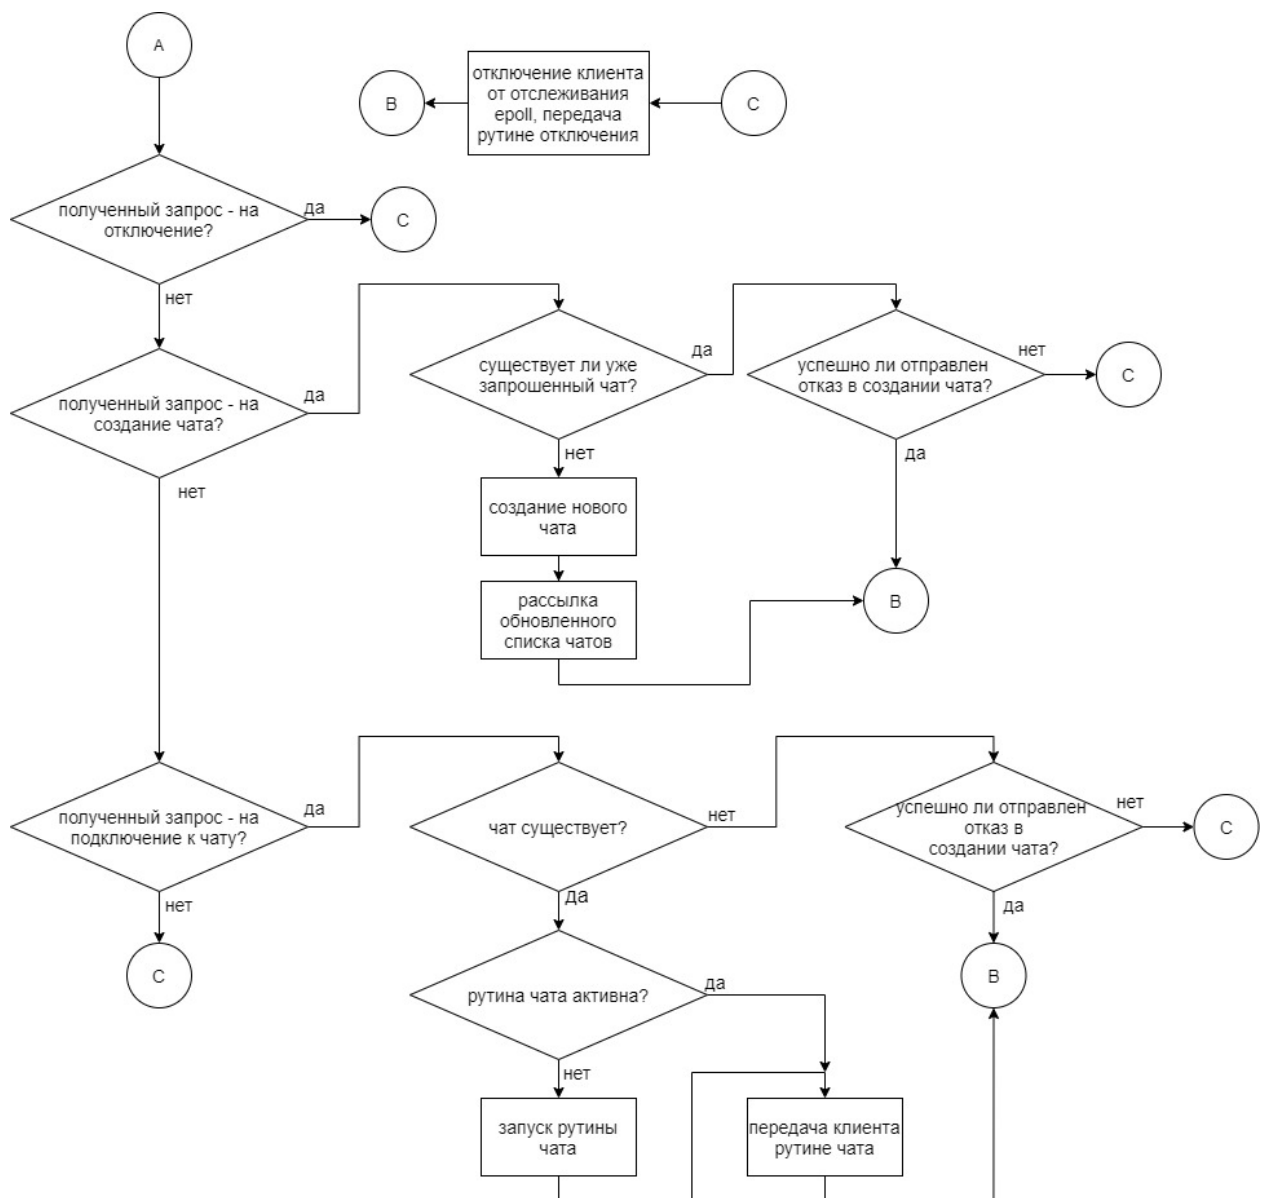 A
отключение клиента
от отслеживания
epoll, передача
рутине отключения
B
C
полученный запрос - на
отключение?
да
C
нет
полученный запрос - на
создание чата?
да
существует ли уже
запрошенный чат?
да
успешно ли отправлен
отказ в создании чата?
нет
C
нет
нет
да
создание нового
чата
рассылка
обновленного
списка чатов
B
полученный запрос - на
подключение к чату?
да
чат существует?
нет
успешно ли отправлен
отказ в
создании чата?
нет
C
нет
да
да
C
рутина чата активна?
да
B
нет
запуск рутины
чата
передача клиента
рутине чата